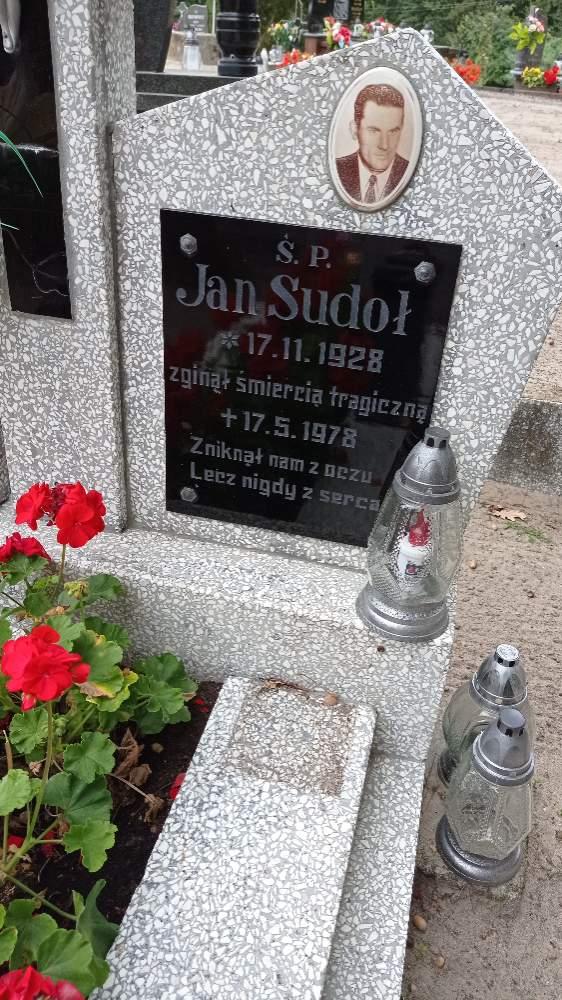 Ś. P.
Jan Sudoł
* 17.11.1928
zginął śmiercią tragiczną
+ 17.5.1978
Zniknął nam z oczu
Lecz nigdy z serca